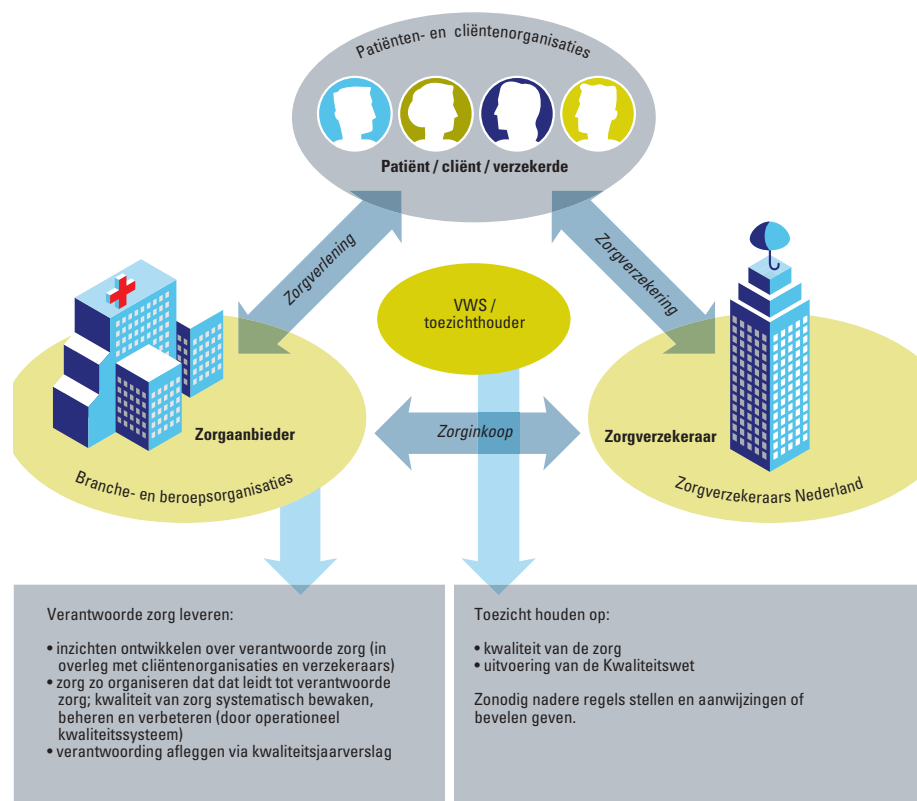 Patiënten- en cliëntenorganisaties
Patiënt / cliënt / verzekerde
Zorgverlening
Zorgverzekering
VWS /
toezichthouder
Zorgaanbieder
Zorginkoop
Zorgverzekeraar
Branche- en beroepsorganisaties
Zorgverzekeraars Nederland
Verantwoorde zorg leveren:
• inzichten ontwikkelen over verantwoorde zorg (in
overleg met cliëntenorganisaties en verzekeraars)
• zorg zo organiseren dat dat leidt tot verantwoorde
zorg; kwaliteit van zorg systematisch bewaken,
beheren en verbeteren (door operationeel
kwaliteitssysteem)
• verantwoording afleggen via kwaliteitsjaarverslag
Toezicht houden op:
• kwaliteit van de zorg
• uitvoering van de Kwaliteitswet
Zonodig nadere regels stellen en aanwijzingen of
bevelen geven.